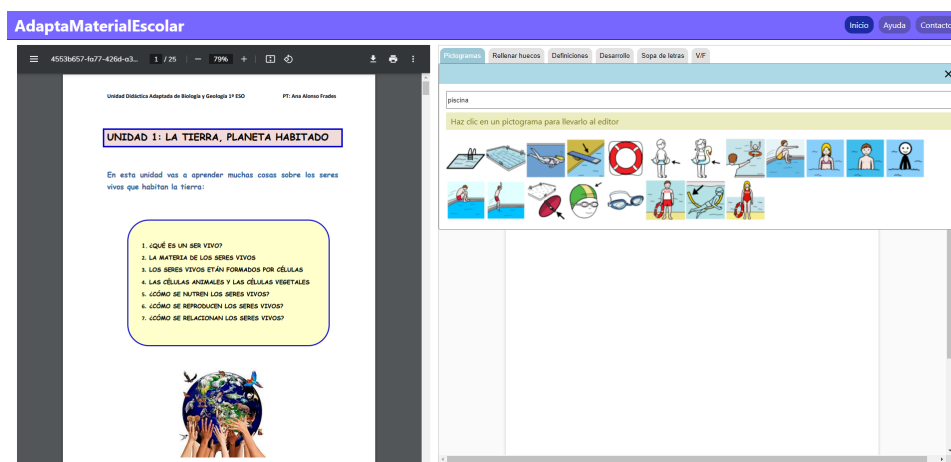 AdaptaMaterialEscolar
Inicio Ayuda Contacto
4553b657-fa77-426d-a3... 1 / 25 79%
Unidad Didáctica Adaptada de Biología y Geología 1º ESO PT: Ana Alonso Frades
UNIDAD 1: LA TIERRA, PLANETA HABITADO
En esta unidad vas a aprender muchas cosas sobre los seres
vivos que habitan la tierra:
1. ¿QUÉ ES UN SER VIVO?
2. LA MATERIA DE LOS SERES VIVOS
3. LOS SERES VIVOS ETÁN FORMADOS POR CÉLULAS
4. LAS CÉLULAS ANIMALES Y LAS CÉLULAS VEGETALES
5. ¿CÓMO SE NUTREN LOS SERES VIVOS?
6. ¿CÓMO SE REPRODUCEN LOS SERES VIVOS?
7. ¿CÓMO SE RELACIONAN LOS SERES VIVOS?
Pictogramas Rellenar huecos Definiciones Desarrollo Sopa de letras V/F
piscina
Haz clic en un pictograma para llevarlo al editor